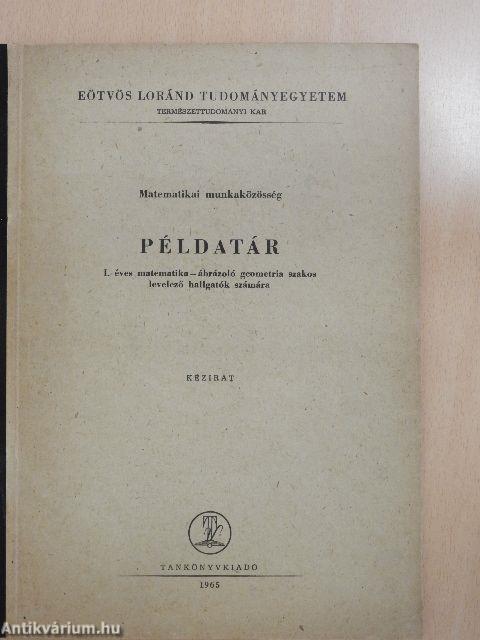 EÖTVÖS LORÁND TUDOMÁNYEGYETEM
TERMÉSZETTUDOMÁNYI KAR
Matematikai munkaközösség
PÉLDATÁR
I. éves matematika—ábrázoló geometria szakos
levelező hallgatók számára
KÉZIRAT
TANKÖNYVKIADÓ
1965
Antikvárium.hu